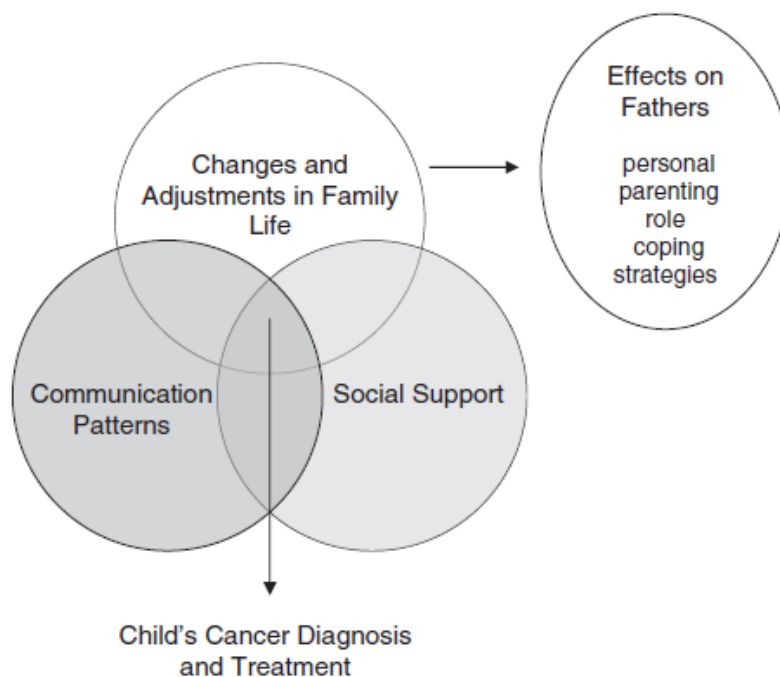 Effects on
Fathers
personal
parenting
role
coping
strategies
Changes and
Adjustments in Family
Life
Communication
Patterns
Social Support
Child's Cancer Diagnosis
and Treatment